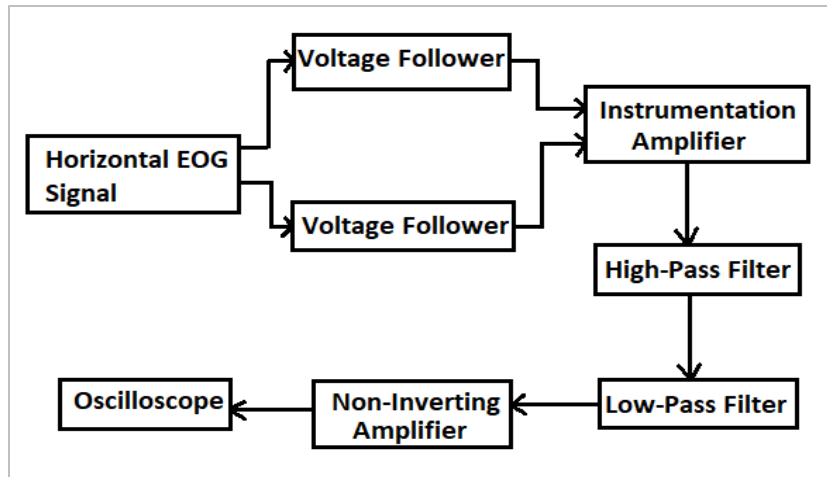 Voltage Follower
Instrumentation
Amplifier
Horizontal EOG
Signal
Voltage Follower
High-Pass Filter
Low-Pass Filter
Non-Inverting
Amplifier
Oscilloscope